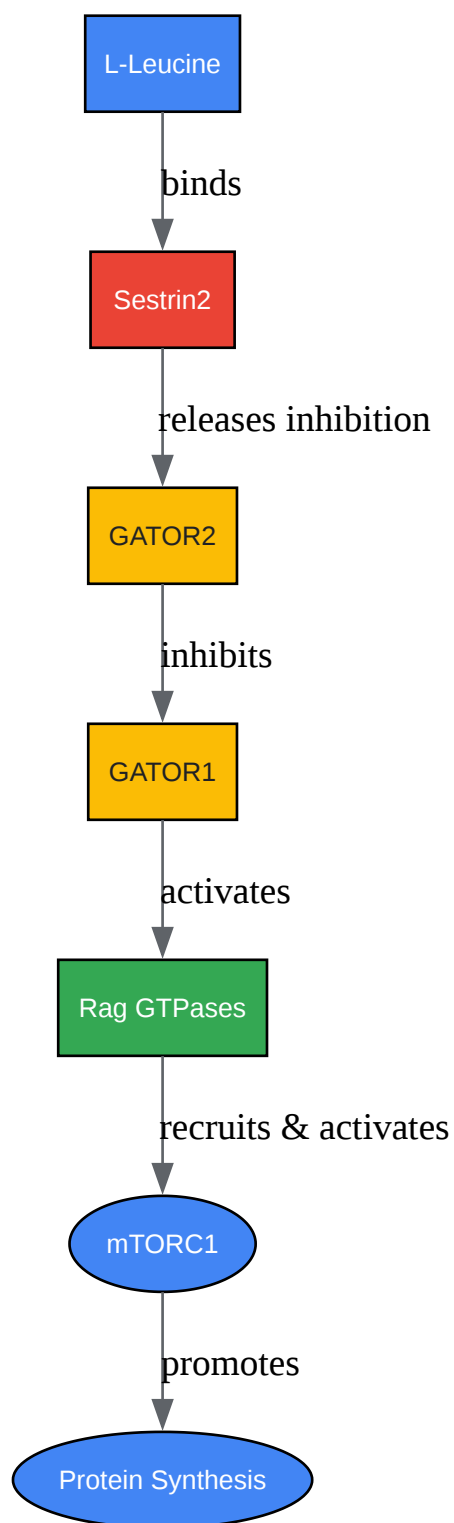 L-Leucine
binds
Sestrin2
releases inhibition
GATOR2
inhibits
GATOR1
activates
Rag GTPases
recruits & activates
mTORC1
promotes
Protein Synthesis